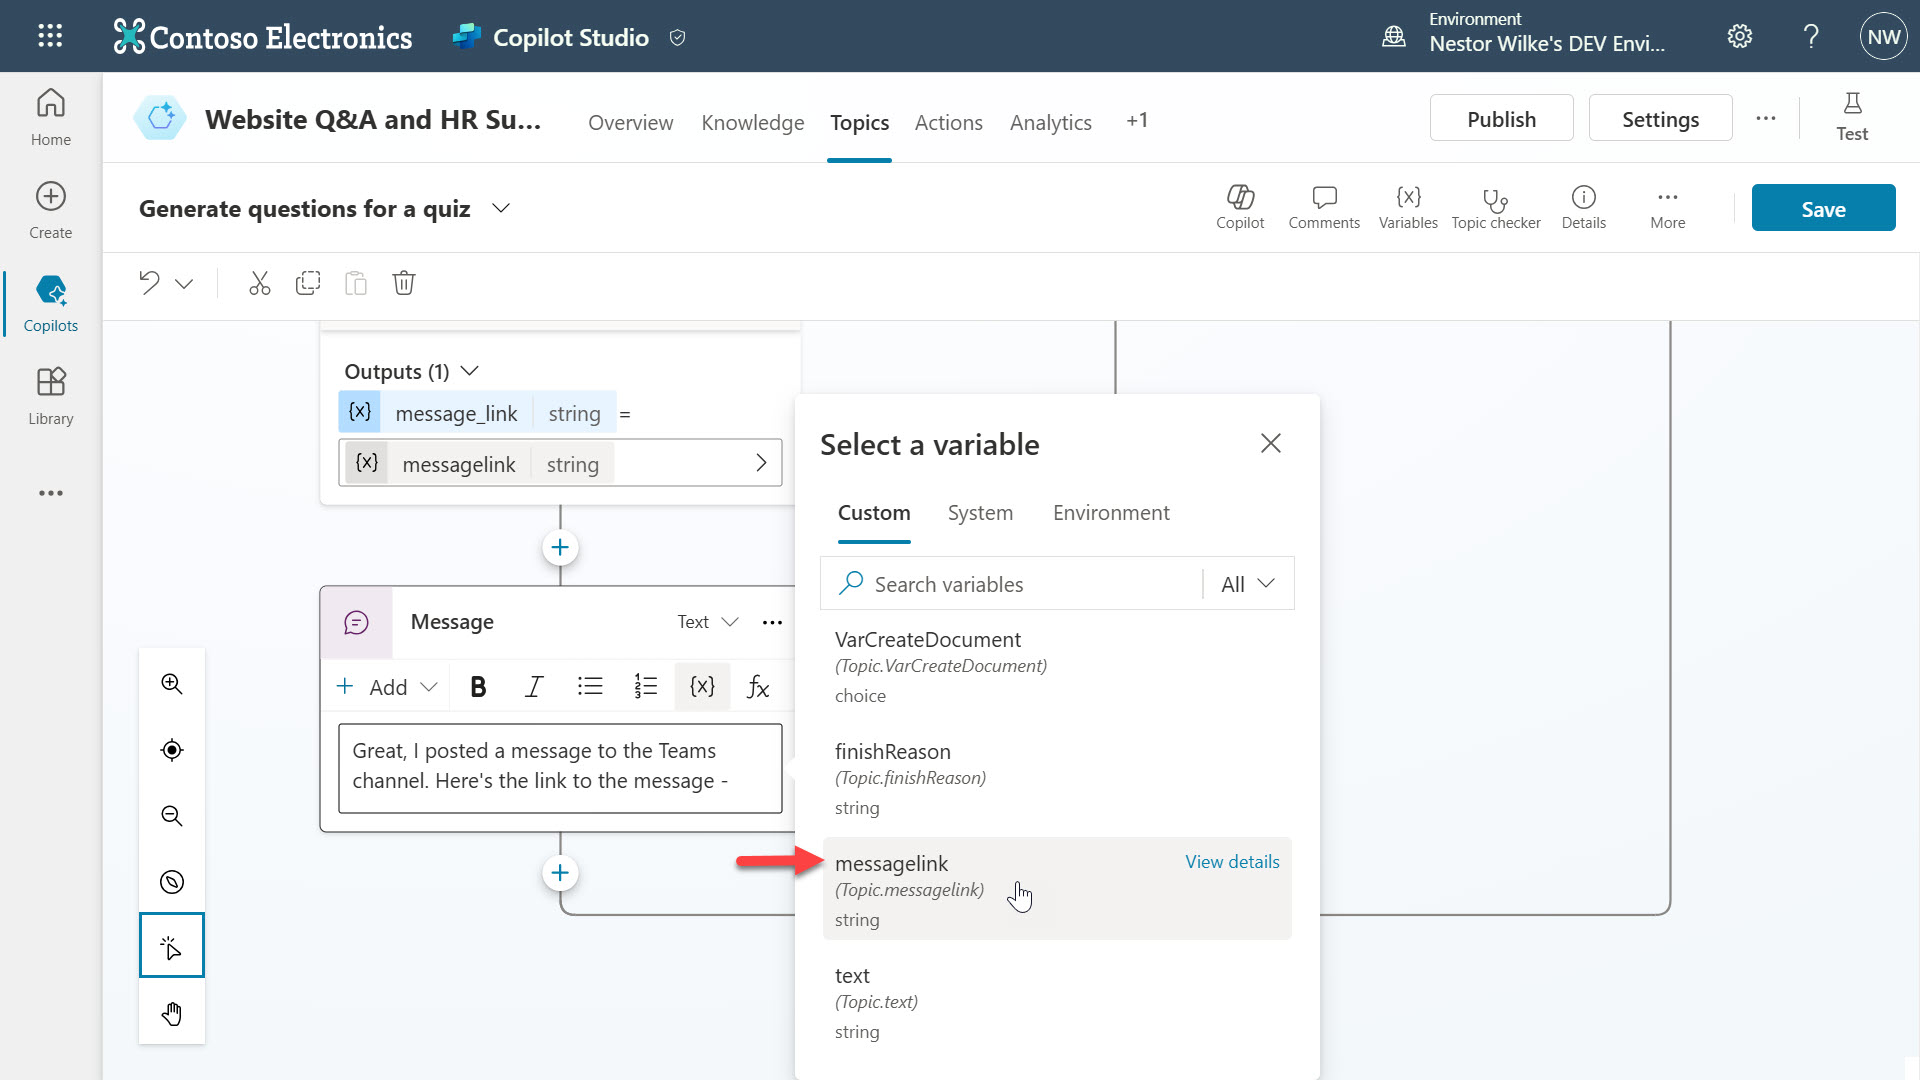 Contoso Electronics
Copilot Studio
Environment
Nestor Wilke's DEV Envi...
NW
Home
Create
Copilots
Library
Website Q&A and HR Su...
Overview
Knowledge
Topics
Actions
Analytics
+1
Publish
Settings
Test
Generate questions for a quiz
Copilot
Comments
{x}
Variables
Topic checker
Details
More
Save
Outputs (1)
{x} message_link string =
{x} messagelink string
Message
Text
+ Add B I {x} fx
Great, I posted a message to the Teams
channel. Here's the link to the message -
Select a variable
Custom
System
Environment
Search variables
All
VarCreateDocument
(Topic.VarCreateDocument)
choice
finishReason
(Topic.finishReason)
string
messagelink
View details
(Topic.messagelink)
string
text
(Topic.text)
string